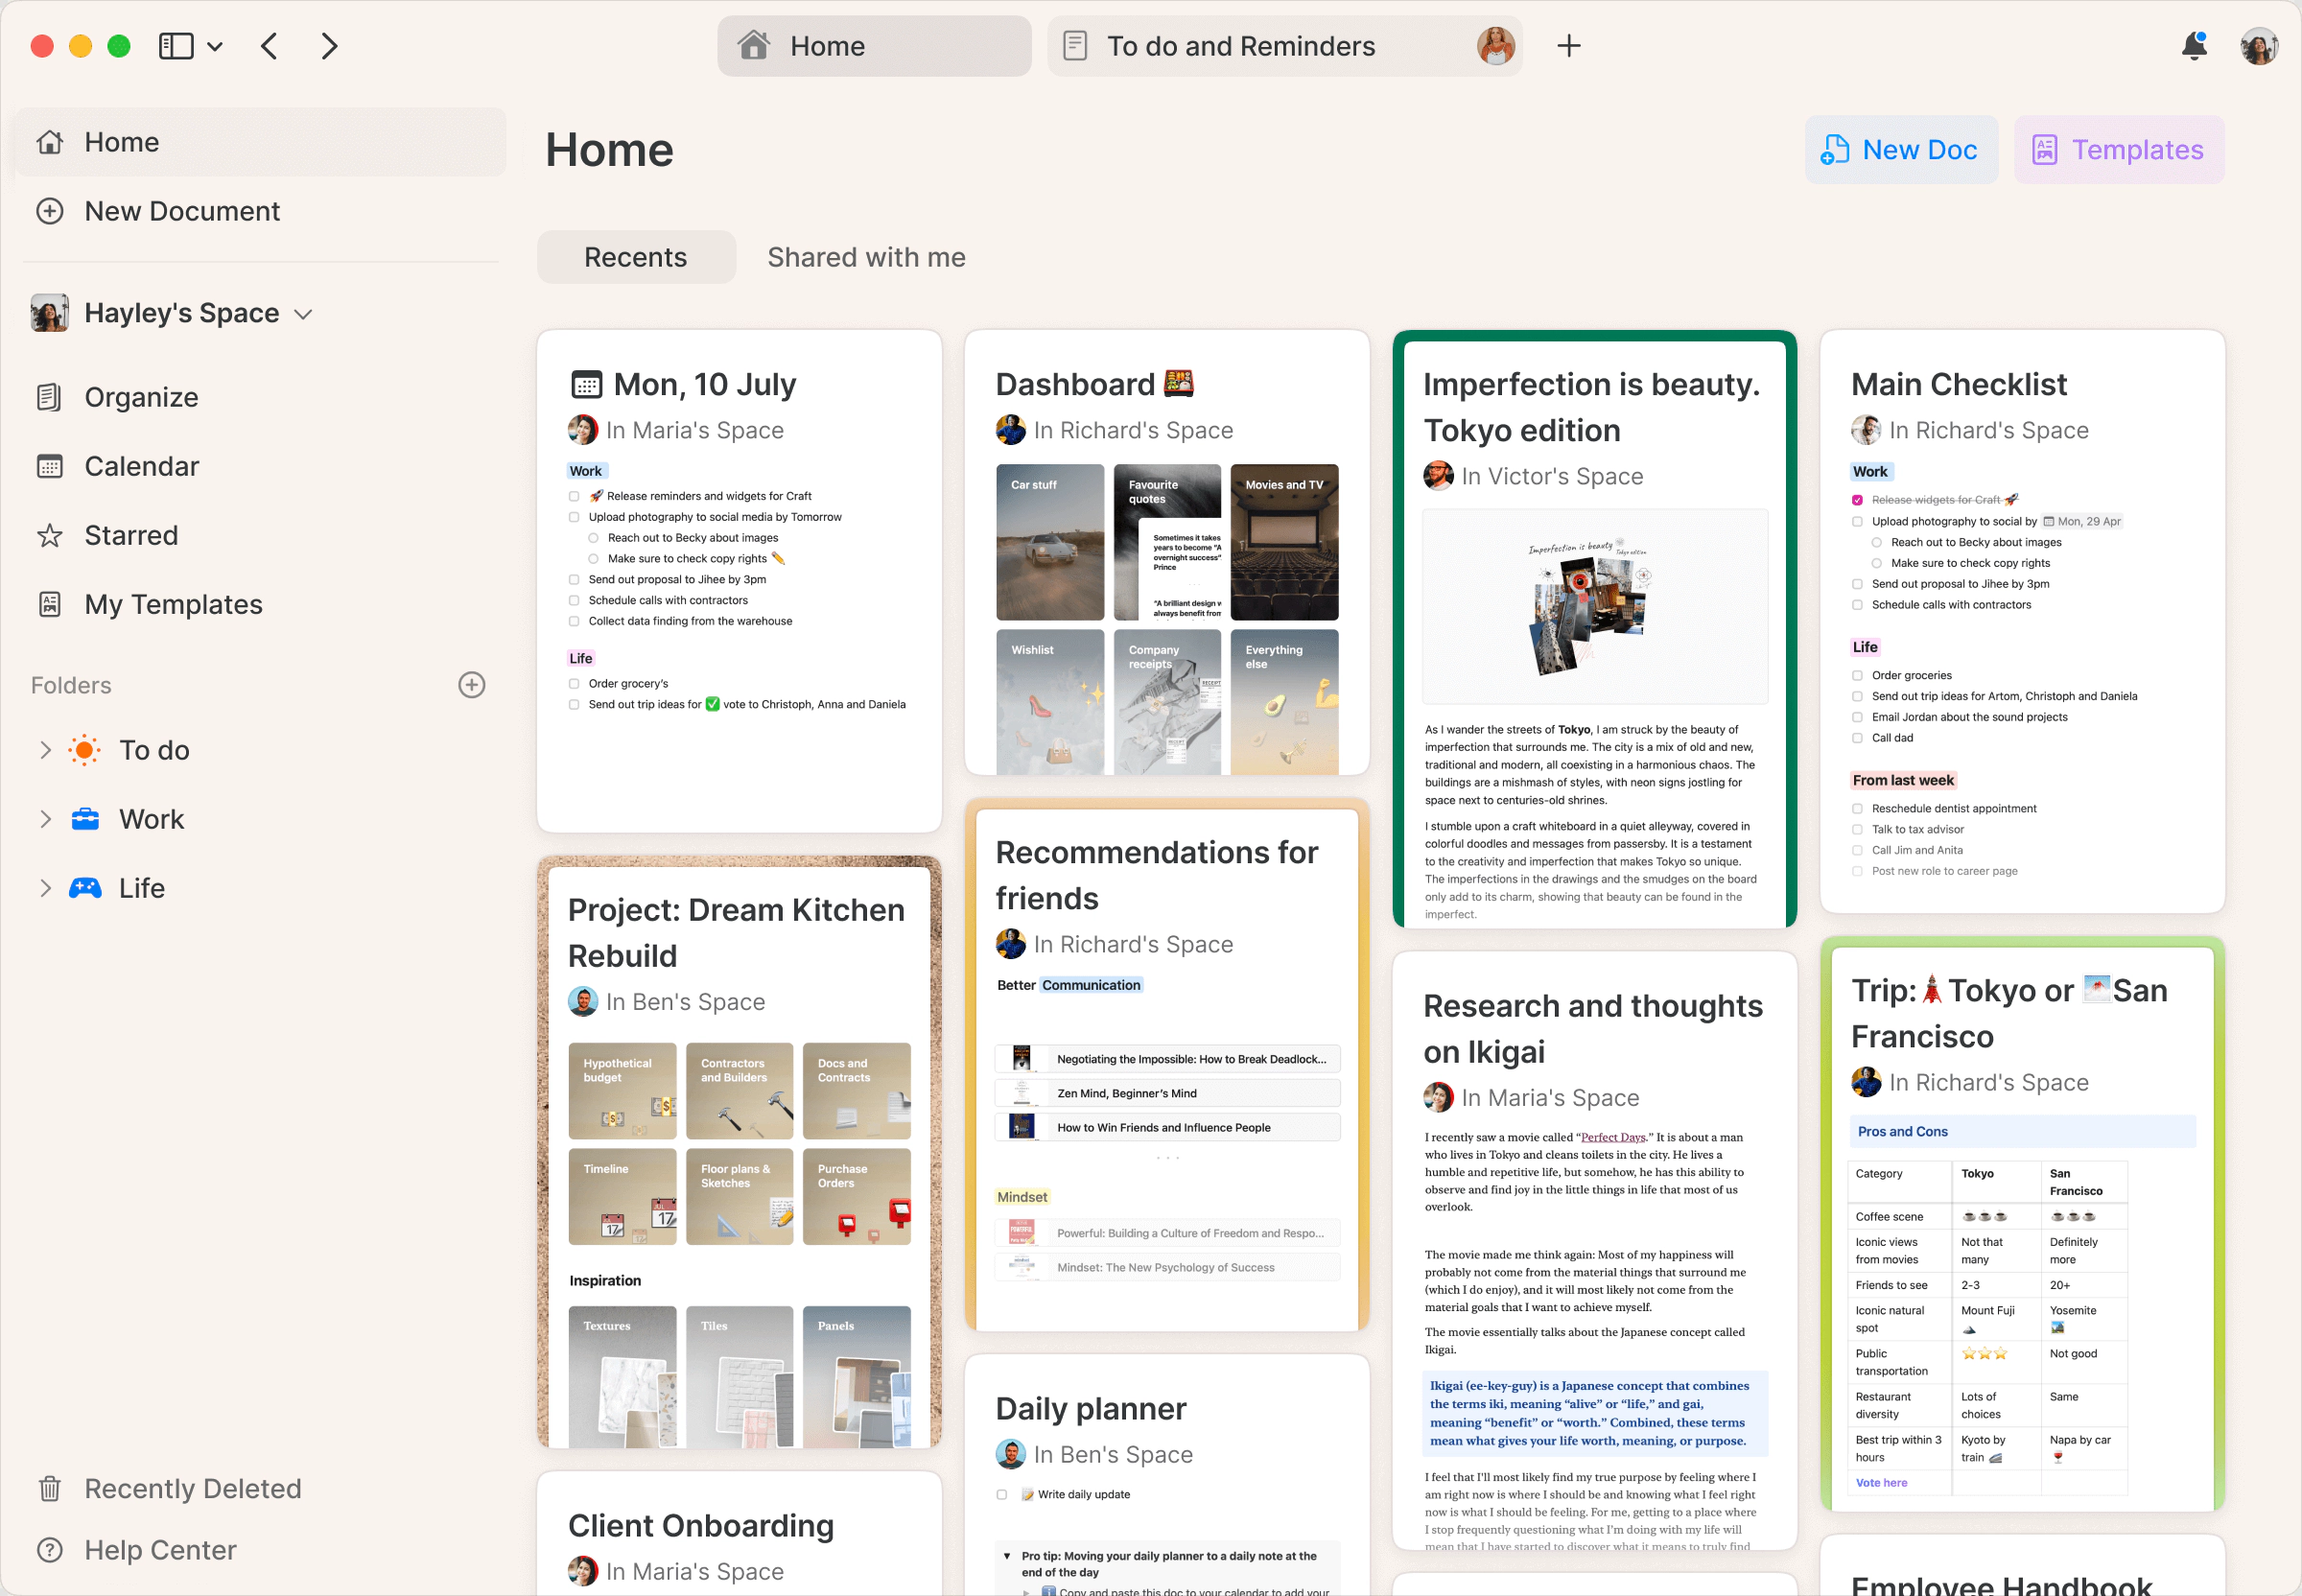 Home
To do and Reminders
Home
New Document
Hayley's Space
Organize
Calendar
Starred
My Templates
Folders
To do
Work
Life
Recently Deleted
Help Center
Home
New Doc
Templates
Recents
Shared with me
Mon, 10 July
In Maria's Space
Work
Release reminders and widgets for Craft
Upload photography to social media by Tomorrow
Reach out to Becky about images
Make sure to check copy rights
Send out proposal to Jihee by 3pm
Schedule calls with contractors
Collect data finding from the warehouse
Life
Order grocery's
Send out trip ideas for ✅ vote to Christoph, Anna and Daniela
Project: Dream Kitchen
Rebuild
In Ben's Space
Hypothetical
budget
Contractors
and Builders
Docs and
Contracts
Timeline
Floor plans &
Sketches
Purchase
Orders
Inspiration
Textures
Tiles
Panels
Client Onboarding
In Maria's Space
Dashboard
In Richard's Space
Car stuff
Favourite
quotes
Sometimes it takes
years to become "A
overnight success".
Prince
"A brilliant design w
always benefit from
Movies and TV
Wishlist
Company
receipts
Everything
else
Recommendations for
friends
In Richard's Space
Better Communication
Negotiating the Impossible: How to Break Deadlock...
Zen Mind, Beginner's Mind
How to Win Friends and Influence People
Mindset
Powerful: Building a Culture of Freedom and Respo...
Mindset: The New Psychology of Success
Daily planner
In Ben's Space
Write daily update
Pro tip: Moving your daily planner to a daily note at the
end of the day
Copy and paste this doc to your calendar to add your
Imperfection is beauty.
Tokyo edition
In Victor's Space
Imperfection is beauty
Tokyo edition
As I wander the streets of Tokyo, I am struck by the beauty of
imperfection that surrounds me. The city is a mix of old and new,
traditional and modern, all coexisting in a harmonious chaos. The
buildings are a mishmash of styles, with neon signs jostling for
space next to centuries-old shrines.
I stumble upon a craft whiteboard in a quiet alleyway, covered in
colorful doodles and messages from passersby. It is a testament
to the creativity and imperfection that makes Tokyo so unique.
The imperfections in the drawings and the smudges on the board
only add to its charm, showing that beauty can be found in the
imperfect.
Research and thoughts
on Ikigai
In Maria's Space
I recently saw a movie called “Perfect Days.” It is about a man
who lives in Tokyo and cleans toilets in the city. He lives a
humble and repetitive life, but somehow, he has this ability to
observe and find joy in the little things in life that most of us
overlook.
The movie made me think again: Most of my happiness will
probably not come from the material things that surround me
(which I do enjoy), and it will most likely not come from the
material goals that I want to achieve myself.
The movie essentially talks about the Japanese concept called
Ikigai.
Ikigai (ee-key-guy) is a Japanese concept that combines
the terms iki, meaning “alive” or “life,” and gai,
meaning “benefit” or “worth.” Combined, these terms
mean what gives your life worth, meaning, or purpose.
I feel that I'll most likely find my true purpose by feeling where I
am right now is where I should be and knowing what I feel right
now is what I should be feeling. For me, getting to a place where
I stop frequently questioning what I'm doing with my life will
mean that I have started to discover what it means to truly find
Main Checklist
In Richard's Space
Work
Release widgets for Craft
Upload photography to social by Mon, 29 Apr
Reach out to Becky about images
Make sure to check copy rights
Send out proposal to Jihee by 3pm
Schedule calls with contractors
Life
Order groceries
Send out trip ideas for Artom, Christoph and Daniela
Email Jordan about the sound projects
Call dad
From last week
Reschedule dentist appointment
Talk to tax advisor
Call Jim and Anita
Post new role to career page
Trip: Tokyo or San
Francisco
In Richard's Space
Pros and Cons
Category
Tokyo
San
Francisco
Coffee scene
Iconic views
from movies
Not that
many
Definitely
more
Friends to see
2-3
20+
Iconic natural
spot
Mount Fuji
Yosemite
Public
transportation
Not good
Restaurant
diversity
Lots of
choices
Same
Best trip within 3
hours
Kyoto by
train
Napa by car
Vote here
Employee Handbook